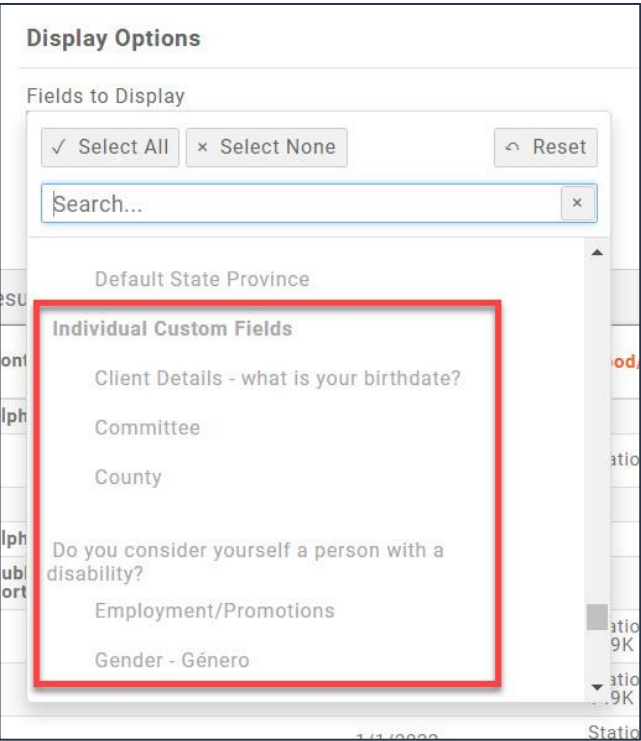 Display Options
Fields to Display
✓ Select All × Select None Reset
Search... ×
Default State Province
Individual Custom Fields
Client Details - what is your birthdate?
Committee
County
Do you consider yourself a person with a
disability?
Employment/Promotions
Gender - Género